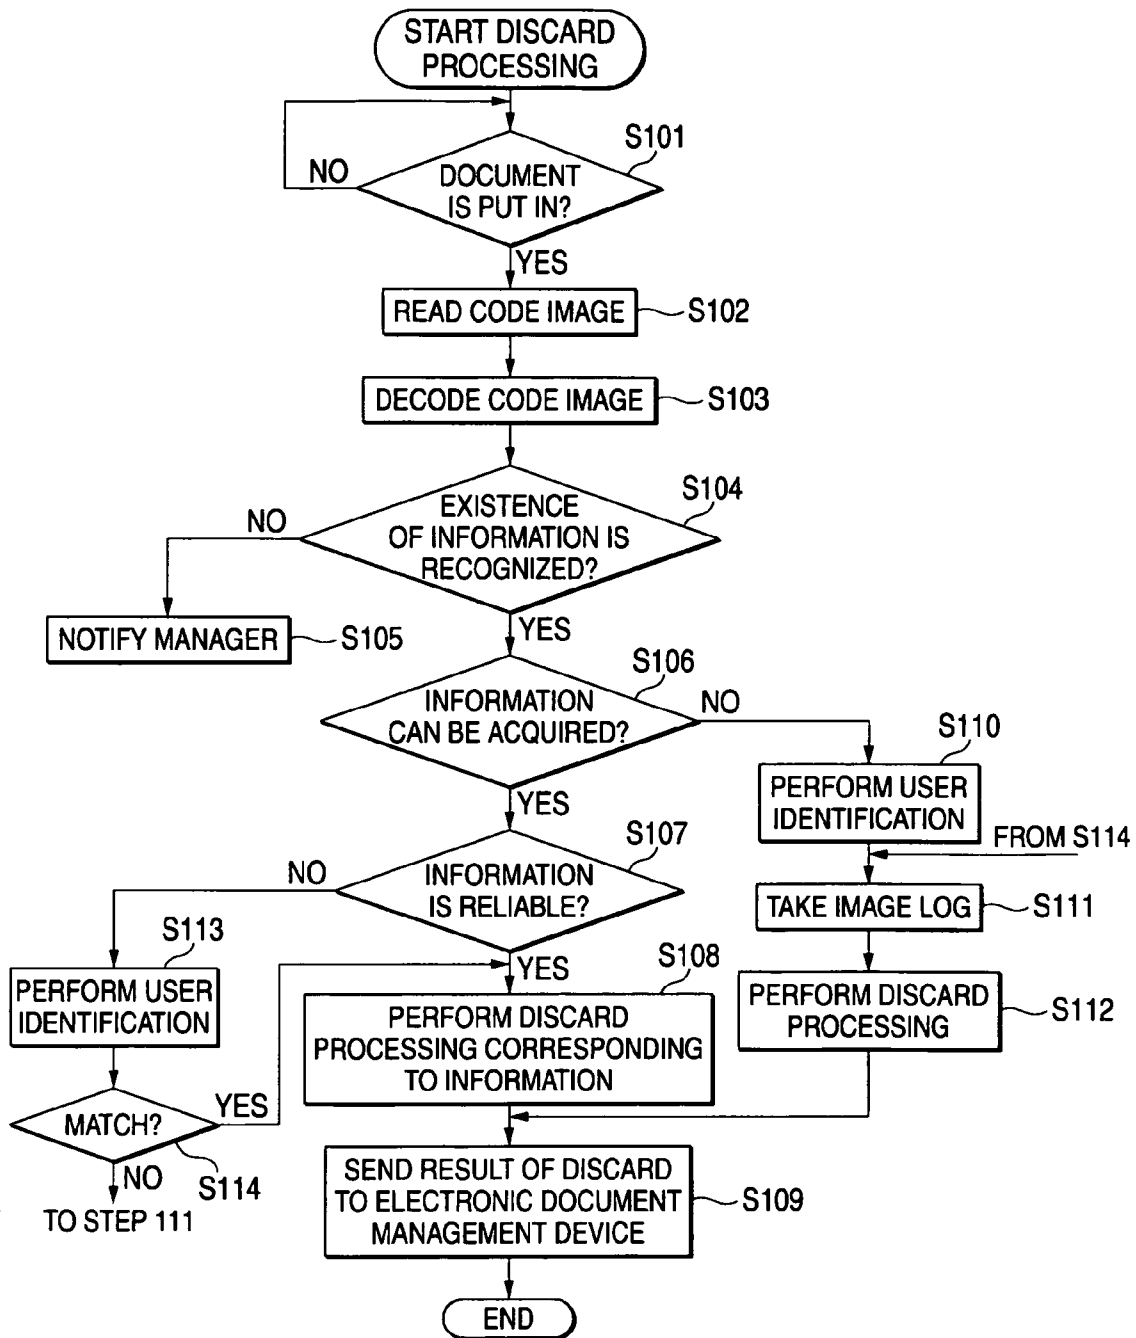 START DISCARD
PROCESSING
S101
NO
DOCUMENT
IS PUT IN?
YES
READ CODE IMAGE
S102
DECODE CODE IMAGE
S103
S104
NO
EXISTENCE
OF INFORMATION IS
RECOGNIZED?
YES
NOTIFY MANAGER
S105
S106
INFORMATION
CAN BE ACQUIRED?
NO
YES
S110
PERFORM USER
IDENTIFICATION
FROM S114
S107
NO
INFORMATION
IS RELIABLE?
YES
TAKE IMAGE LOG
S111
S113
PERFORM USER
IDENTIFICATION
S108
PERFORM DISCARD
PROCESSING CORRESPONDING
TO INFORMATION
PERFORM DISCARD
PROCESSING
S112
MATCH?
YES
S114
NO
TO STEP 111
SEND RESULT OF DISCARD
TO ELECTRONIC DOCUMENT
MANAGEMENT DEVICE
S109
END